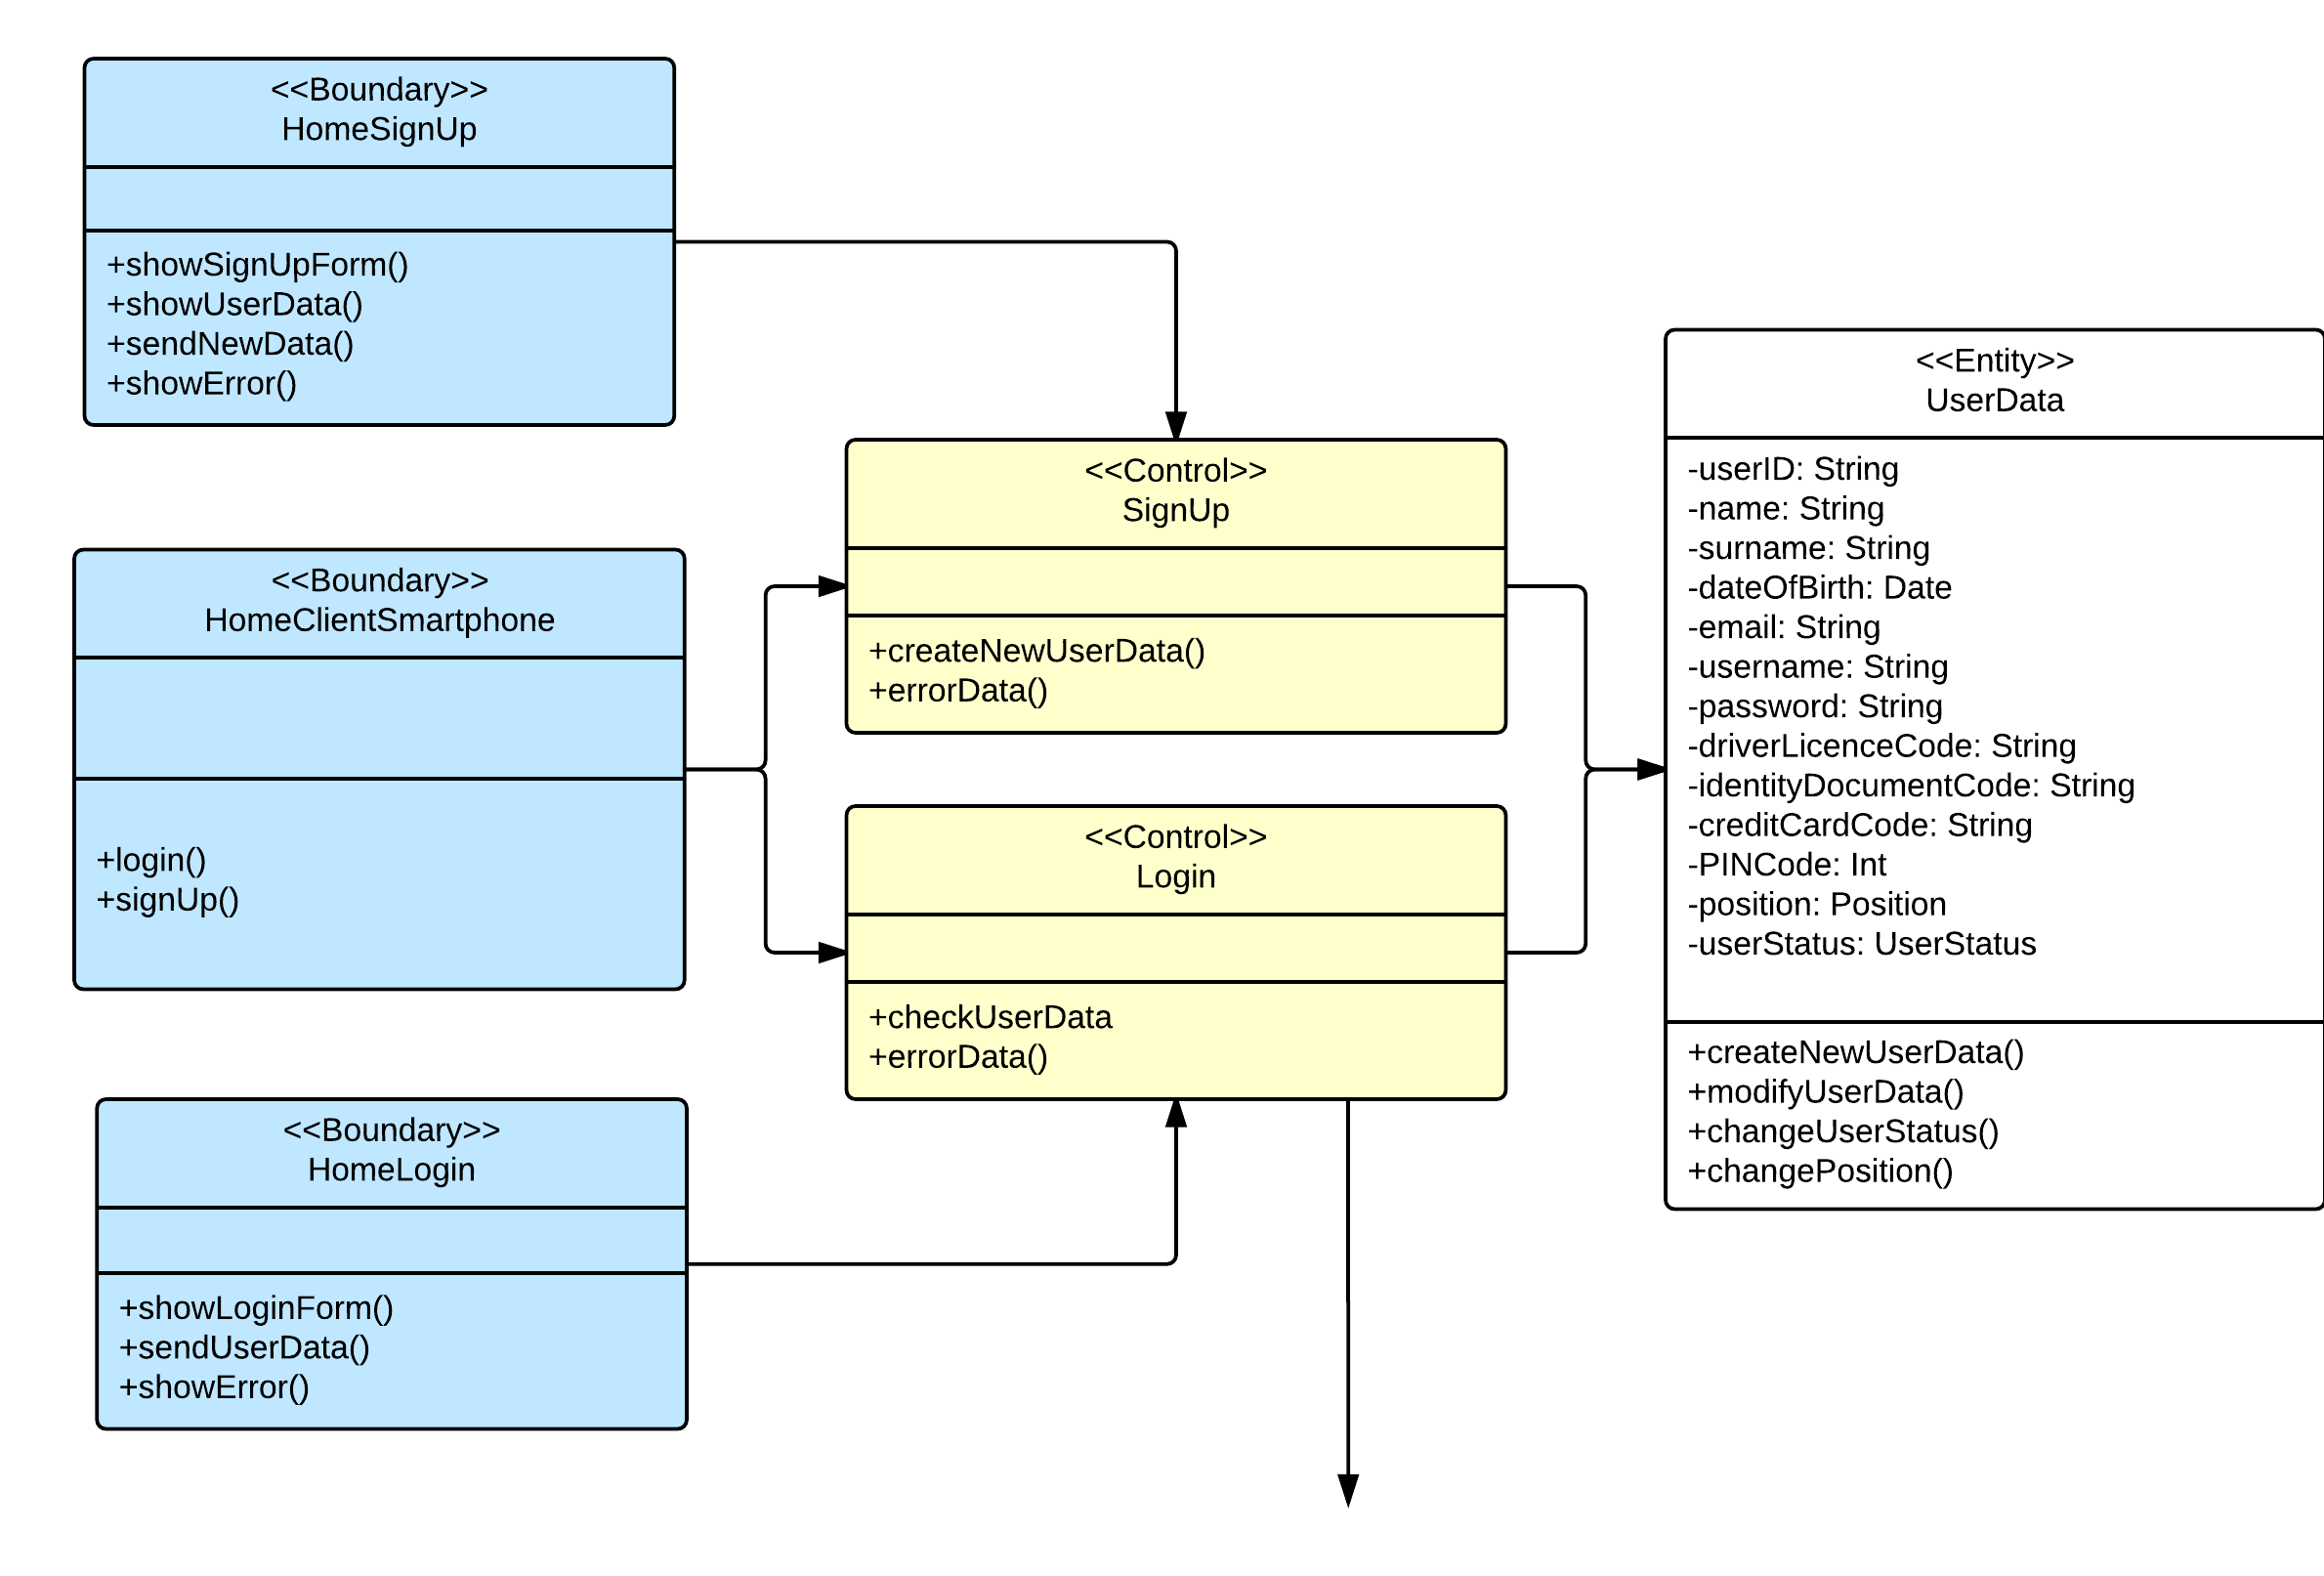 <<Boundary>>
HomeSignUp
+showSignUpForm()
+showUserData()
+sendNewData()
+showError()
<<Boundary>>
HomeClientSmartphone
+login()
+signUp()
<<Boundary>>
HomeLogin
+showLoginForm()
+sendUserData()
+showError()
<<Control>>
SignUp
+createNewUserData()
+errorData()
<<Control>>
Login
+checkUserData
+errorData()
<<Entity>>
UserData
-userID: String
-name: String
-surname: String
-dateOfBirth: Date
-email: String
-username: String
-password: String
-driverLicenceCode: String
-identityDocumentCode: String
-creditCardCode: String
-PINCode: Int
-position: Position
-userStatus: UserStatus
+createNewUserData()
+modifyUserData()
+changeUserStatus()
+changePosition()